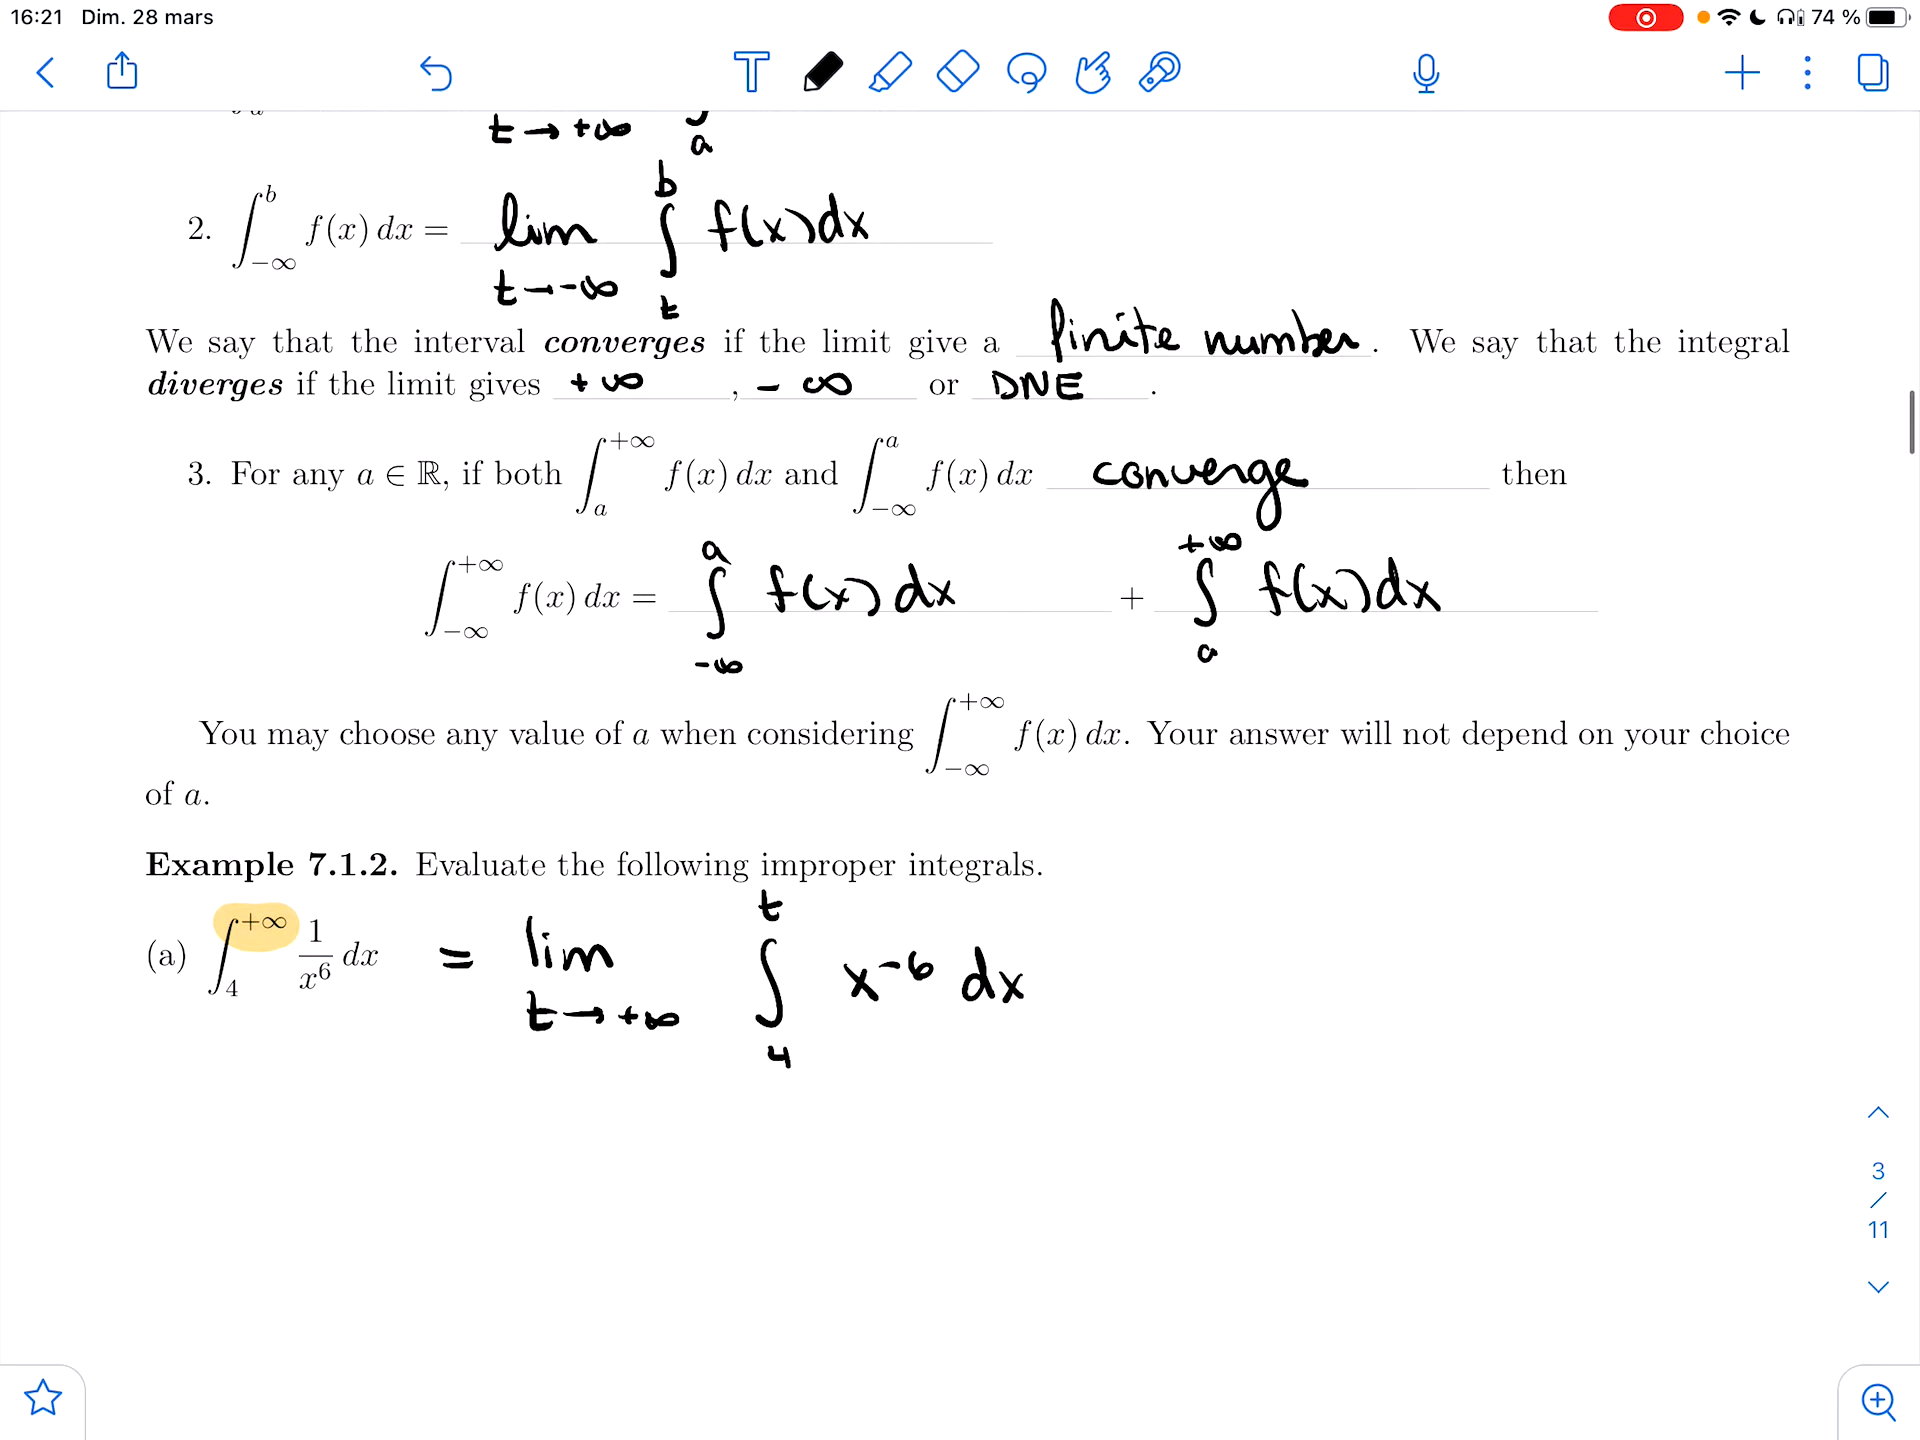 16:21 Dim. 28 mars 74 %
t → +∞ a
2. ∫_{-∞}^{b} f(x) dx = lim_{t→-∞} ∫_{t}^{b} f(x)dx
We say that the interval converges if the limit give a finite number. We say that the integral
diverges if the limit gives +∞, -∞ or DNE.
3. For any a ∈ ℝ, if both ∫_{a}^{+∞} f(x) dx and ∫_{-∞}^{a} f(x) dx converge then
∫_{-∞}^{+∞} f(x) dx = ∫_{-∞}^{a} f(x)dx + ∫_{a}^{+∞} f(x)dx
You may choose any value of a when considering ∫_{-∞}^{+∞} f(x) dx. Your answer will not depend on your choice
of a.
Example 7.1.2. Evaluate the following improper integrals.
(a) ∫_{4}^{+∞} 1/x^6 dx = lim_{t→+∞} ∫_{4}^{t} x^{-6} dx
3
/
11